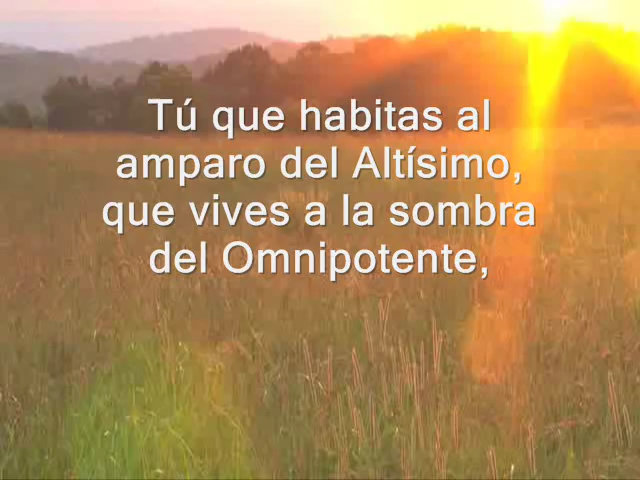 Tú que habitas al
amparo del Altísimo,
que vives a la sombra
del Omnipotente,